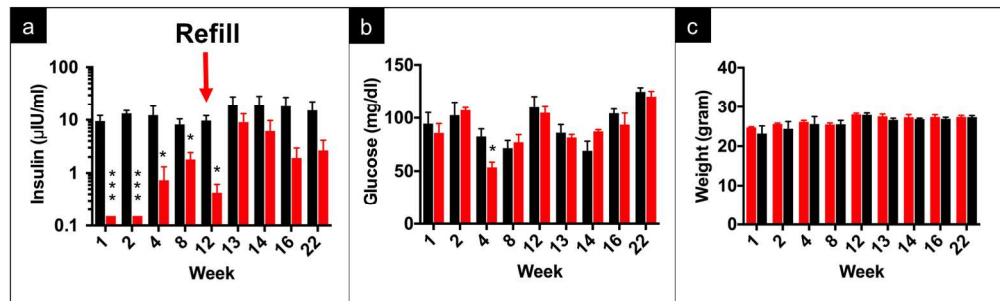 a
Refill
Insulin (µIU/ml)
100
10
1
0.1
***
***
*
*
*
1 2 4 8 12 13 14 16 22
Week
b
Glucose (mg/dl)
150
100
50
0
*
1 2 4 8 12 13 14 16 22
Week
c
Weight (gram)
40
30
20
10
0
1 2 4 8 12 13 14 16 22
Week